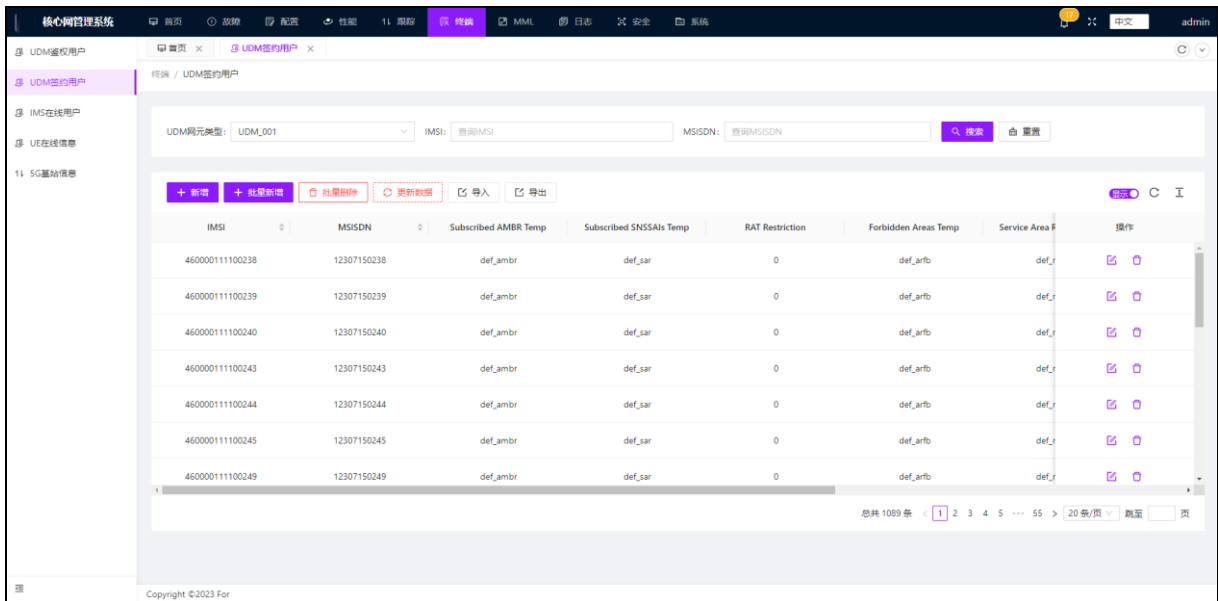 核心网管理系统 首页 故障 配置 性能 跟踪 终端 MML 日志 安全 系统 17 中文 admin
UDM鉴权用户
UDM签约用户
IMS在线用户
UE在线信息
5G基站信息
首页 UDM签约用户
终端 / UDM签约用户
UDM网元类型: UDM_001 IMSI: 查询IMSI MSISDN: 查询MSISDN 搜索 重置
新增 批量新增 批量删除 更新数据 导入 导出 显示
IMSI MSISDN Subscribed AMBR Temp Subscribed SNSSAIs Temp RAT Restriction Forbidden Areas Temp Service Area R 操作
460000111100238 12307150238 def_ambr def_sar 0 def_arfb def_r
460000111100239 12307150239 def_ambr def_sar 0 def_arfb def_r
460000111100240 12307150240 def_ambr def_sar 0 def_arfb def_r
460000111100243 12307150243 def_ambr def_sar 0 def_arfb def_r
460000111100244 12307150244 def_ambr def_sar 0 def_arfb def_r
460000111100245 12307150245 def_ambr def_sar 0 def_arfb def_r
460000111100249 12307150249 def_ambr def_sar 0 def_arfb def_r
总共 1089 条 < 1 2 3 4 5 ··· 55 > 20 条/页 跳至 页
Copyright ©2023 For